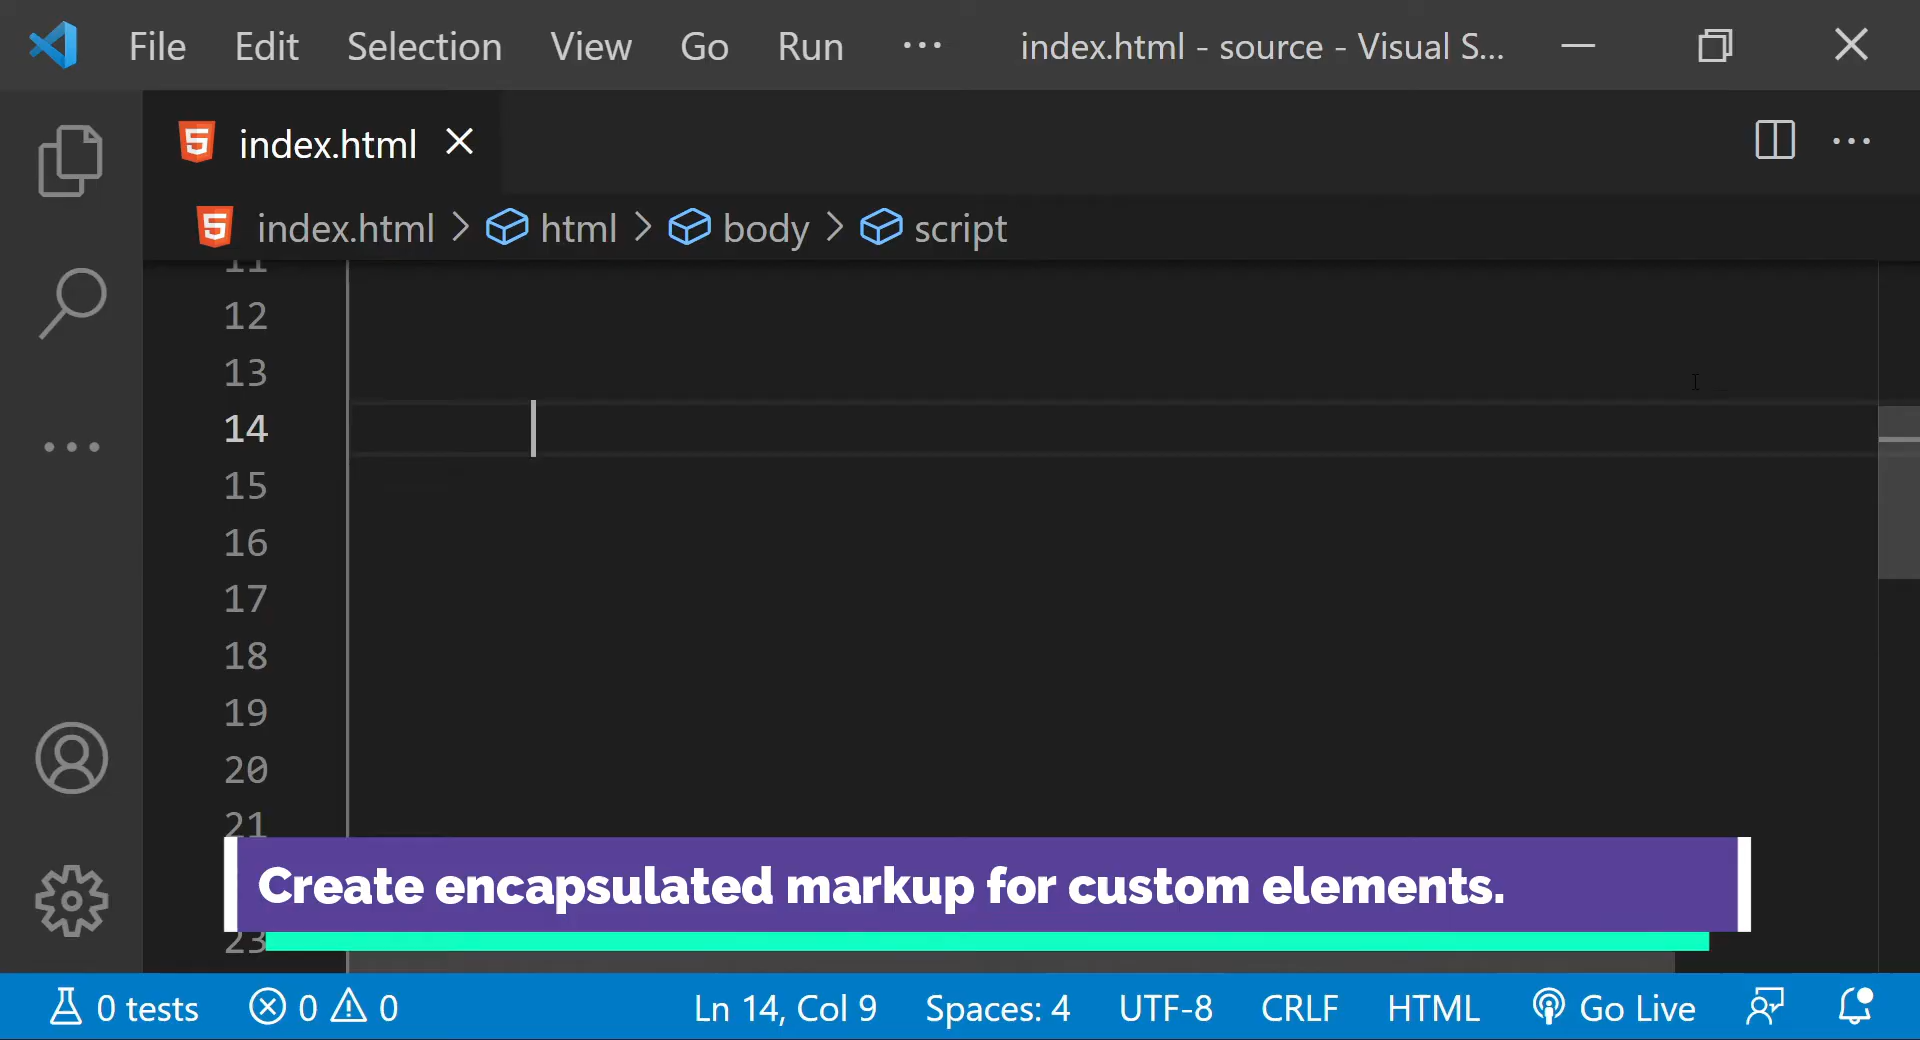 File Edit Selection View Go Run ··· index.html - source - Visual S...
index.html
index.html > html > body > script
11
12
13
14
15
16
17
18
19
20
21
Create encapsulated markup for custom elements.
23
0 tests 0 0 Ln 14, Col 9 Spaces: 4 UTF-8 CRLF HTML Go Live